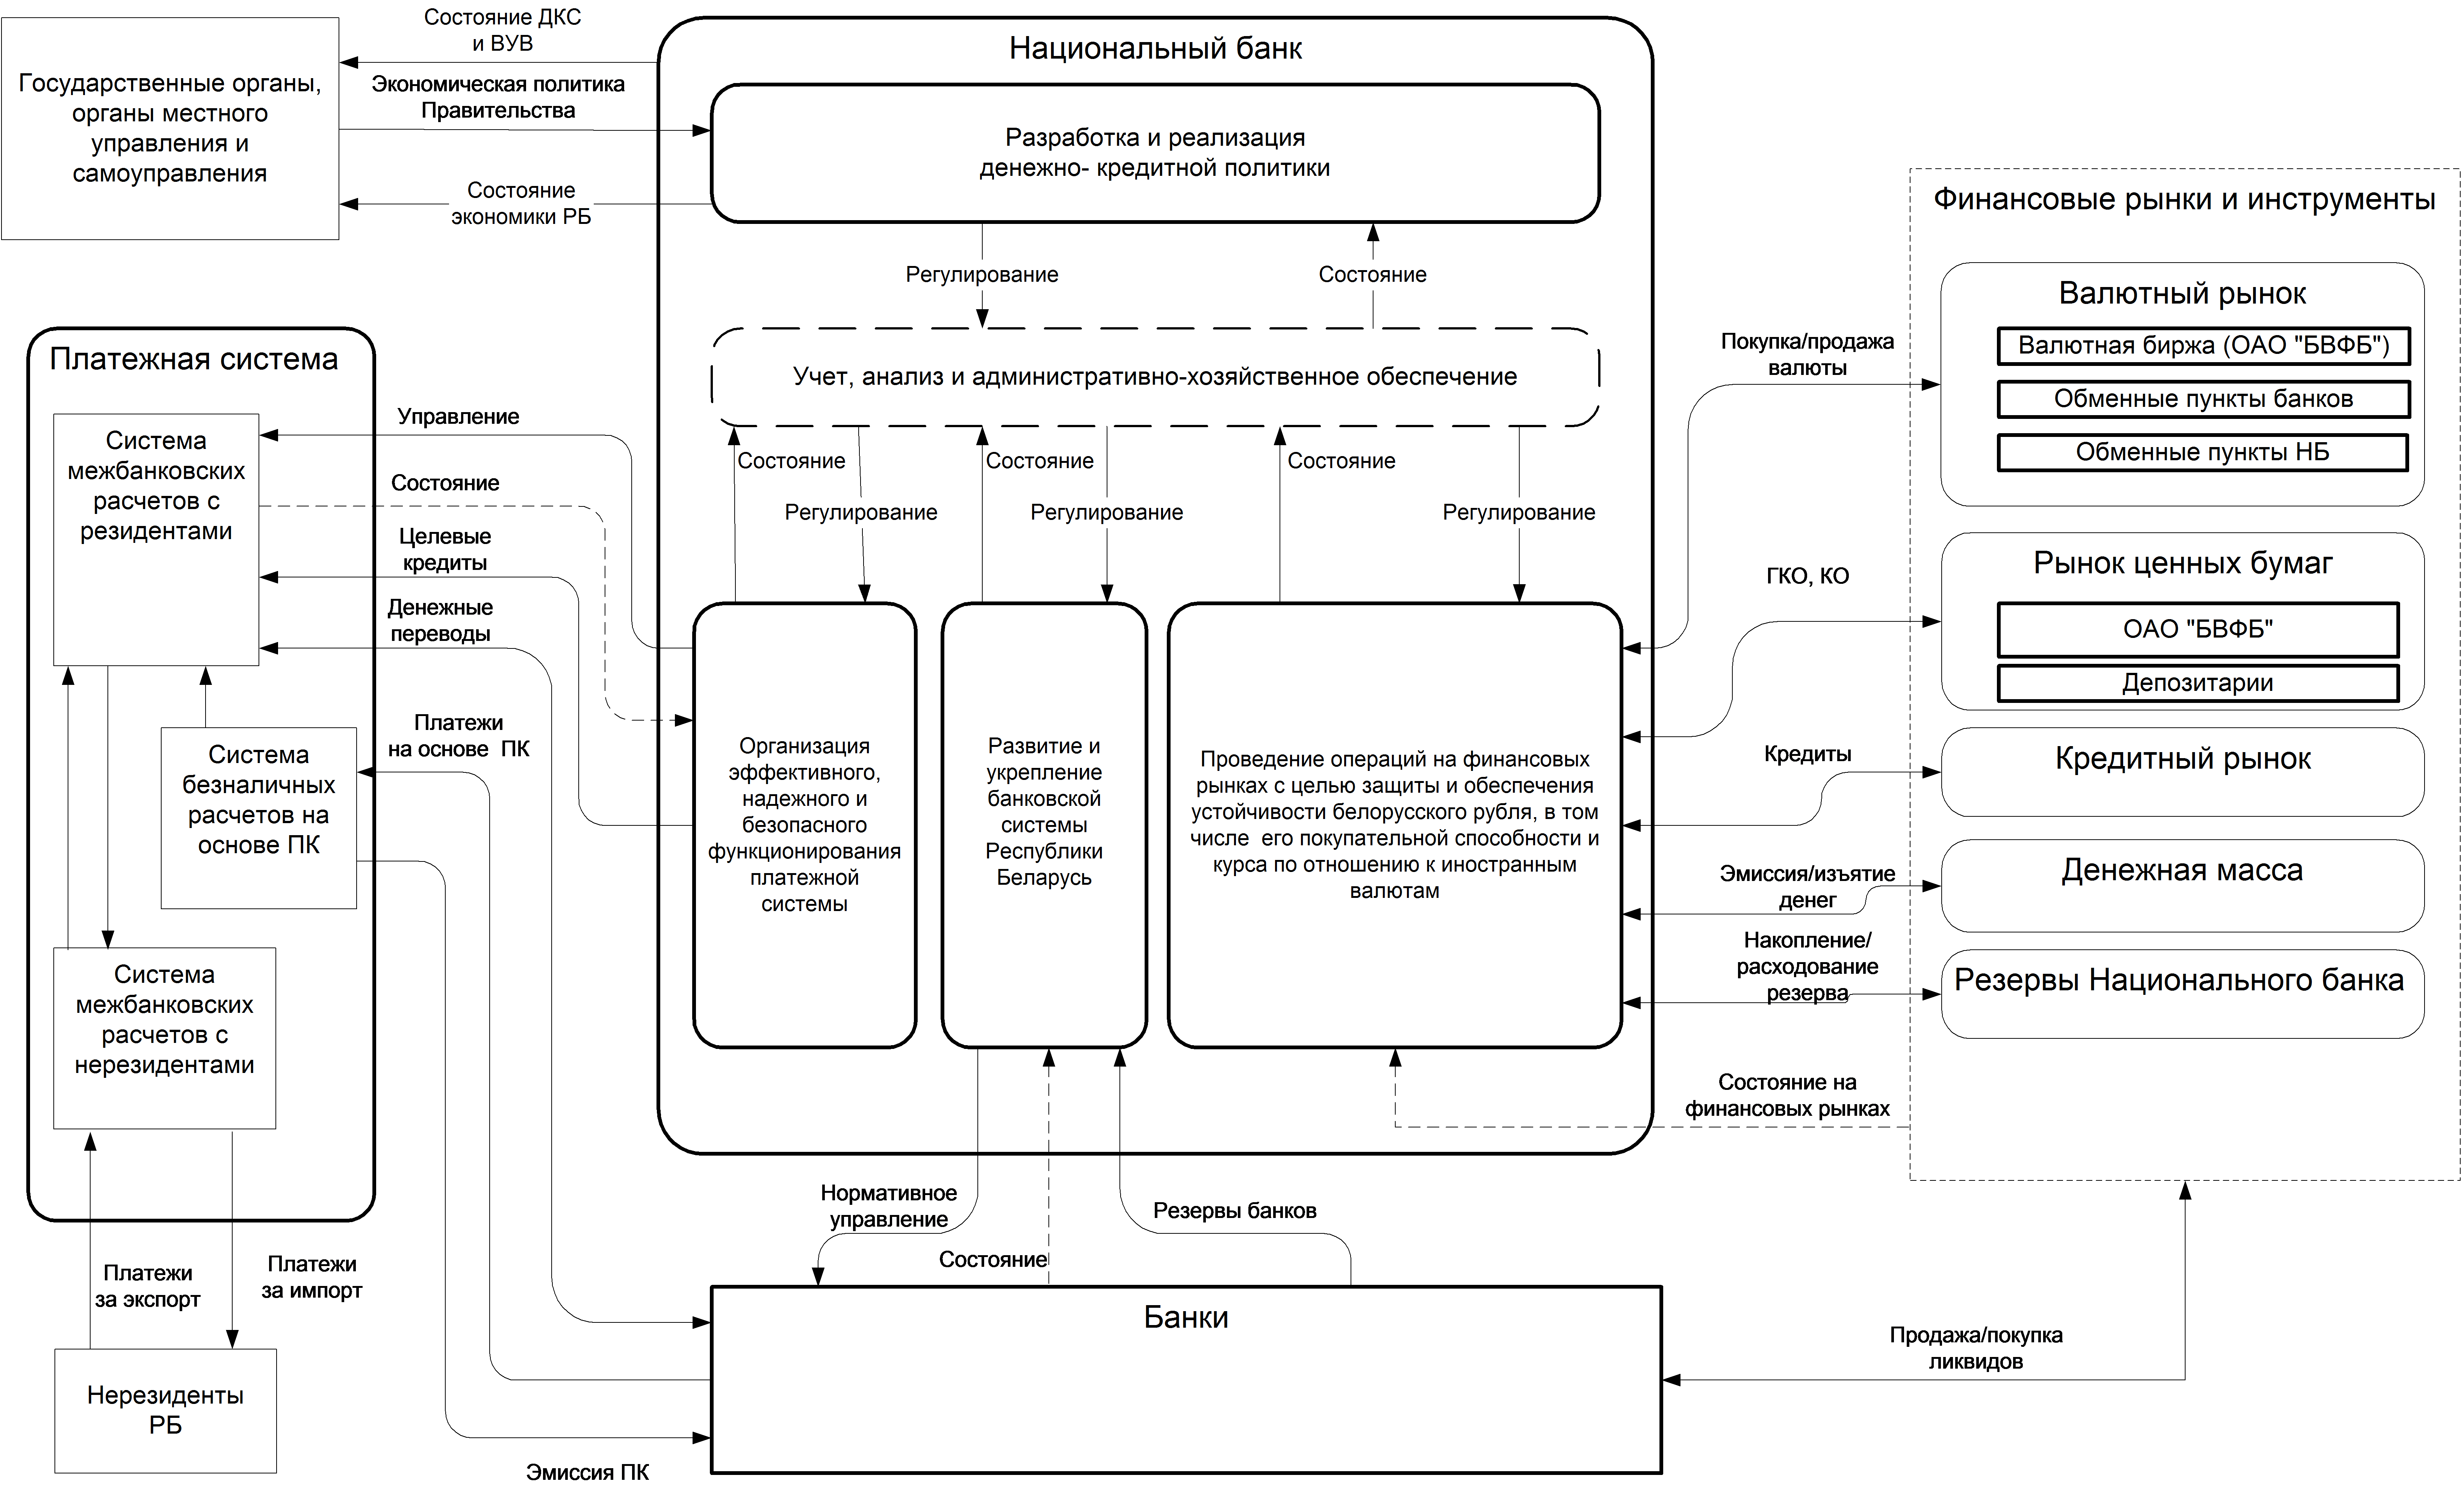 Состояние ДКС
и ВУВ
Государственные органы,
органы местного
управления и
самоуправления
Экономическая политика
Правительства
Состояние
экономики РБ
Национальный банк
Разработка и реализация
денежно- кредитной политики
Регулирование
Состояние
Учет, анализ и административно-хозяйственное обеспечение
Состояние
Регулирование
Состояние
Регулирование
Состояние
Регулирование
Организация
эффективного,
надежного и
безопасного
функционирования
платежной
системы
Развитие и
укрепление
банковской
системы
Республики
Беларусь
Проведение операций на финансовых
рынках с целью защиты и обеспечения
устойчивости белорусского рубля, в том
числе его покупательной способности и
курса по отношению к иностранным
валютам
Платежная система
Система
межбанковских
расчетов с
резидентами
Система
безналичных
расчетов на
основе ПК
Система
межбанковских
расчетов с
нерезидентами
Управление
Состояние
Целевые
кредиты
Денежные
переводы
Платежи
на основе ПК
Платежи
за экспорт
Платежи
за импорт
Нерезиденты
РБ
Эмиссия ПК
Нормативное
управление
Состояние
Резервы банков
Банки
Покупка/продажа
валюты
ГКО, КО
Кредиты
Эмиссия/изъятие
денег
Накопление/
расходование
резерва
Состояние на
финансовых рынках
Продажа/покупка
ликвидов
Финансовые рынки и инструменты
Валютный рынок
Валютная биржа (ОАО "БВФБ")
Обменные пункты банков
Обменные пункты НБ
Рынок ценных бумаг
ОАО "БВФБ"
Депозитарии
Кредитный рынок
Денежная масса
Резервы Национального банка